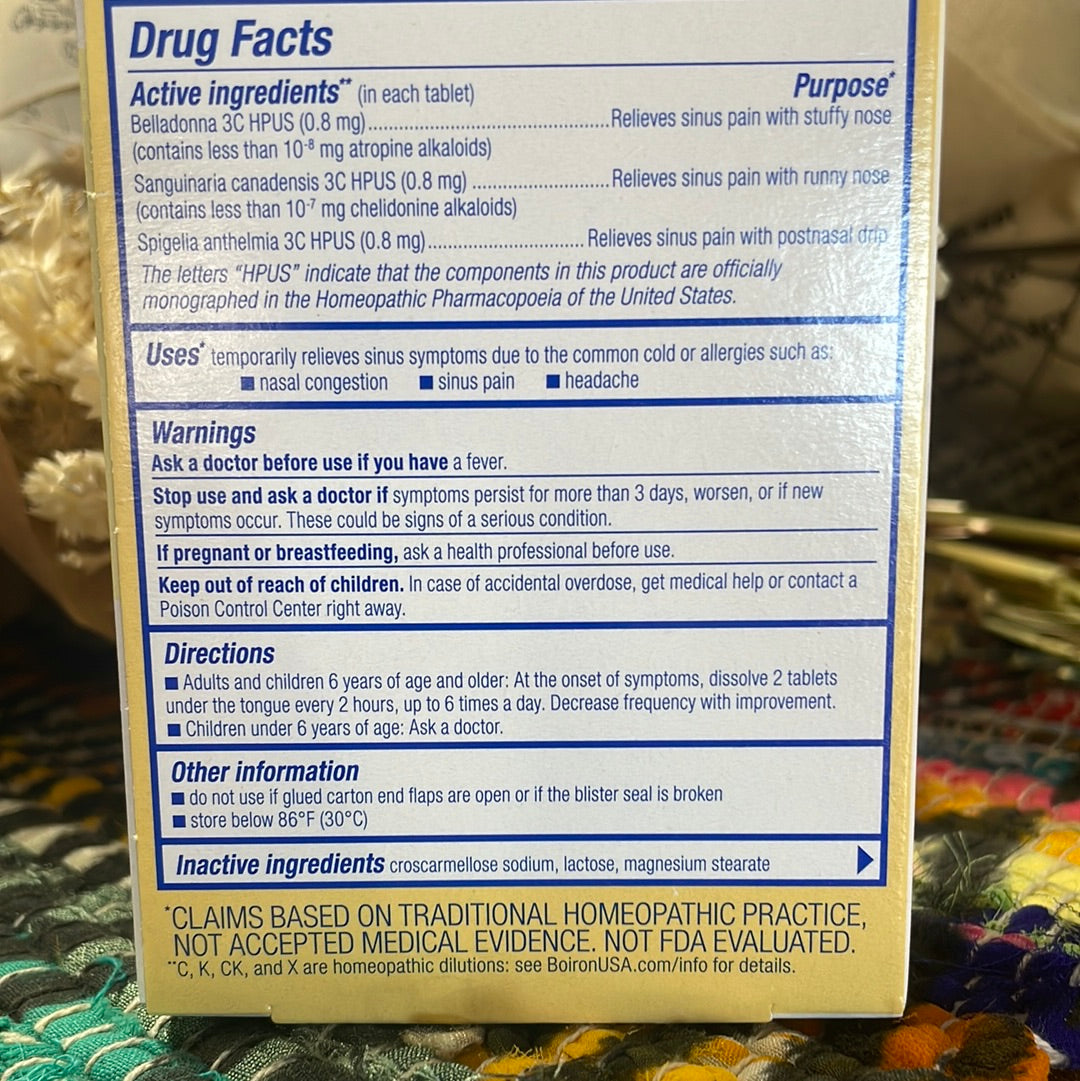 Drug Facts
Active ingredients** (in each tablet) Purpose*
Belladonna 3C HPUS (0.8 mg)..........................................Relieves sinus pain with stuffy nose
(contains less than 10⁻⁸ mg atropine alkaloids)
Sanguinaria canadensis 3C HPUS (0.8 mg) ........................Relieves sinus pain with runny nose
(contains less than 10⁻⁷ mg chelidonine alkaloids)
Spigelia anthelmia 3C HPUS (0.8 mg)........................... Relieves sinus pain with postnasal drip
The letters “HPUS” indicate that the components in this product are officially
monographed in the Homeopathic Pharmacopoeia of the United States.
Uses* temporarily relieves sinus symptoms due to the common cold or allergies such as:
■ nasal congestion ■ sinus pain ■ headache
Warnings
Ask a doctor before use if you have a fever.
Stop use and ask a doctor if symptoms persist for more than 3 days, worsen, or if new
symptoms occur. These could be signs of a serious condition.
If pregnant or breastfeeding, ask a health professional before use.
Keep out of reach of children. In case of accidental overdose, get medical help or contact a
Poison Control Center right away.
Directions
■ Adults and children 6 years of age and older: At the onset of symptoms, dissolve 2 tablets
under the tongue every 2 hours, up to 6 times a day. Decrease frequency with improvement.
■ Children under 6 years of age: Ask a doctor.
Other information
■ do not use if glued carton end flaps are open or if the blister seal is broken
■ store below 86°F (30°C)
Inactive ingredients croscarmellose sodium, lactose, magnesium stearate
*CLAIMS BASED ON TRADITIONAL HOMEOPATHIC PRACTICE,
NOT ACCEPTED MEDICAL EVIDENCE. NOT FDA EVALUATED.
**C, K, CK, and X are homeopathic dilutions: see BoironUSA.com/info for details.